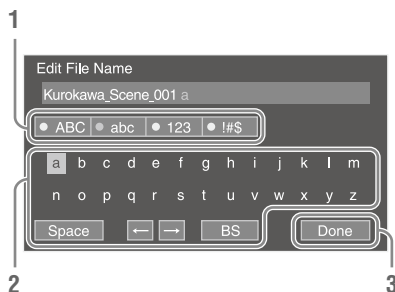 1
Edit File Name
Kurokawa_Scene_001 a
ABC abc 123 !#$
a b c d e f g h i j k l m
n o p q r s t u v w x y z
Space ← → BS Done
2 3